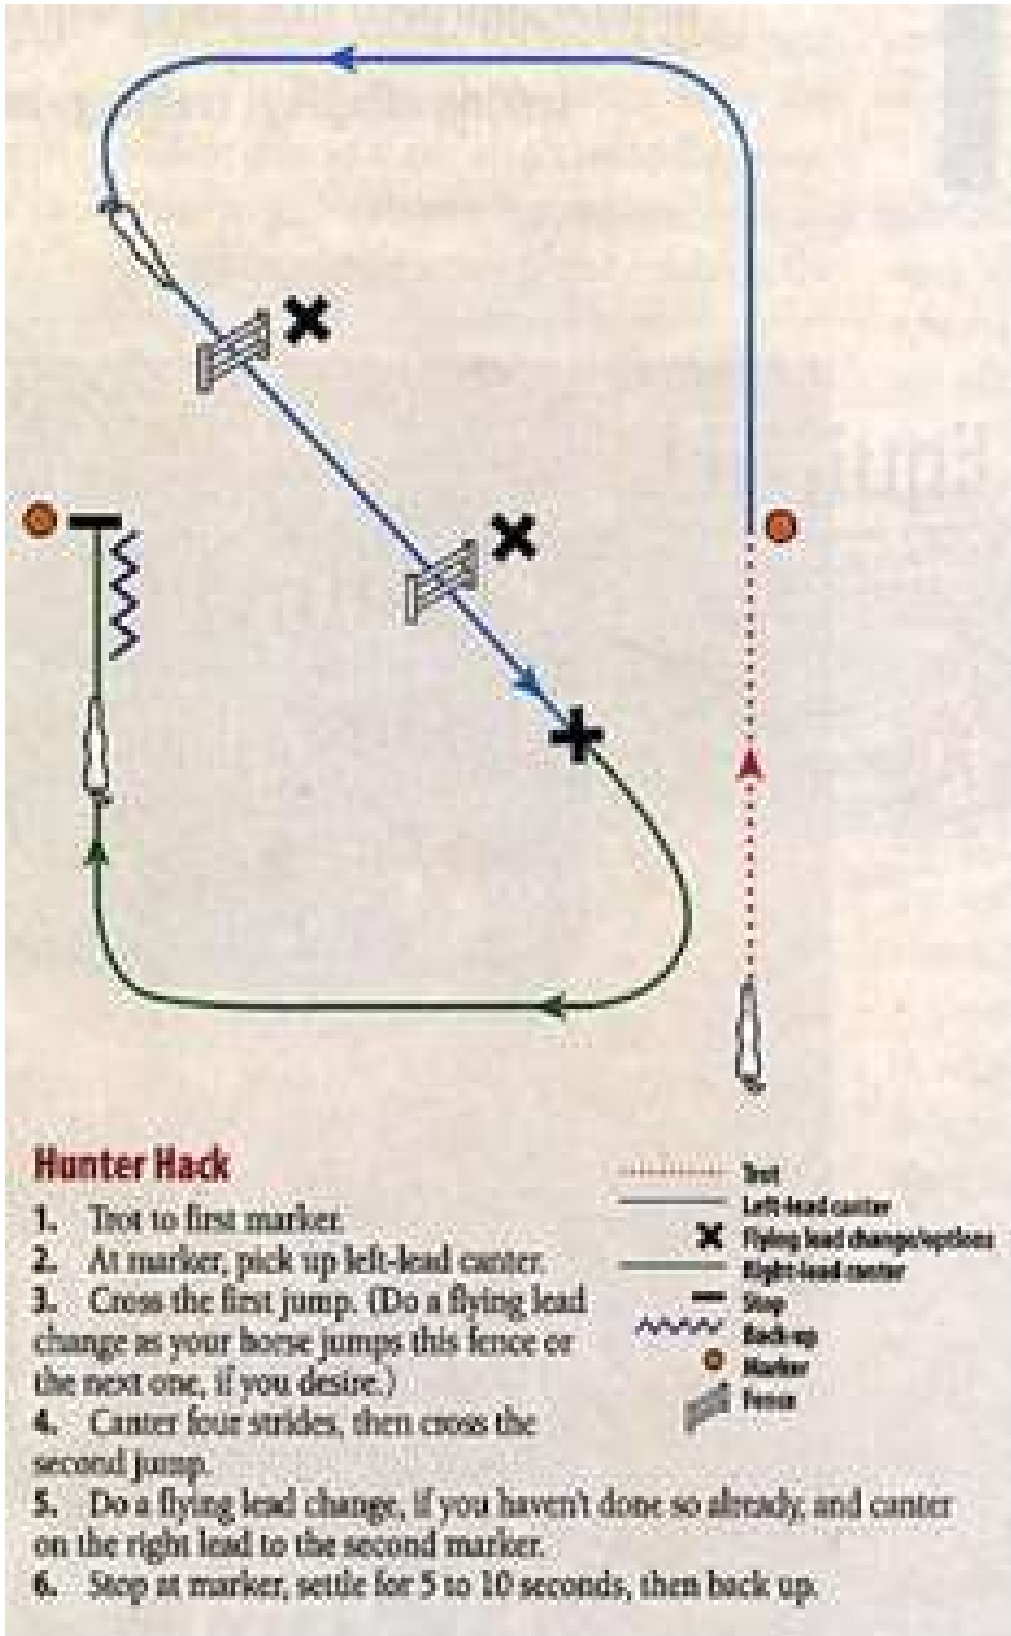 Hunter Hack
1. Trot to first marker.
2. At marker, pick up left-lead canter.
3. Cross the first jump. (Do a flying lead
change as your horse jumps this fence or
the next one, if you desire.)
4. Canter four strides, then cross the
second jump.
5. Do a flying lead change, if you haven't done so already, and canter
on the right lead to the second marker.
6. Stop at marker, settle for 5 to 10 seconds, then back up.
Trot
Left-lead canter
Flying lead change/options
Right-lead canter
Stop
Back-up
Marker
Fence